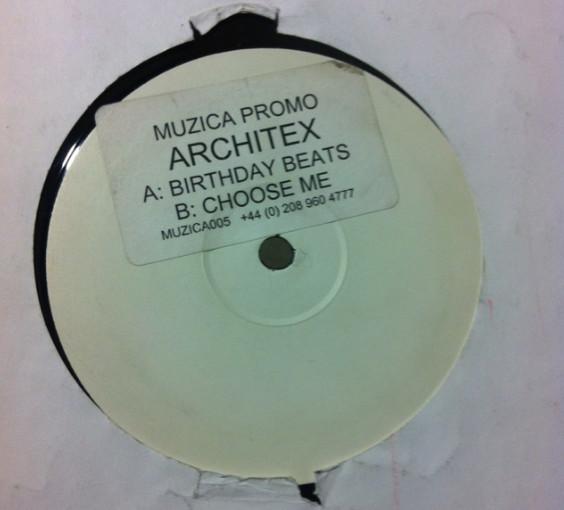 MUZICA PROMO
ARCHITEX
A: BIRTHDAY BEATS
B: CHOOSE ME
MUZICA005 +44 (0) 208 960 4777